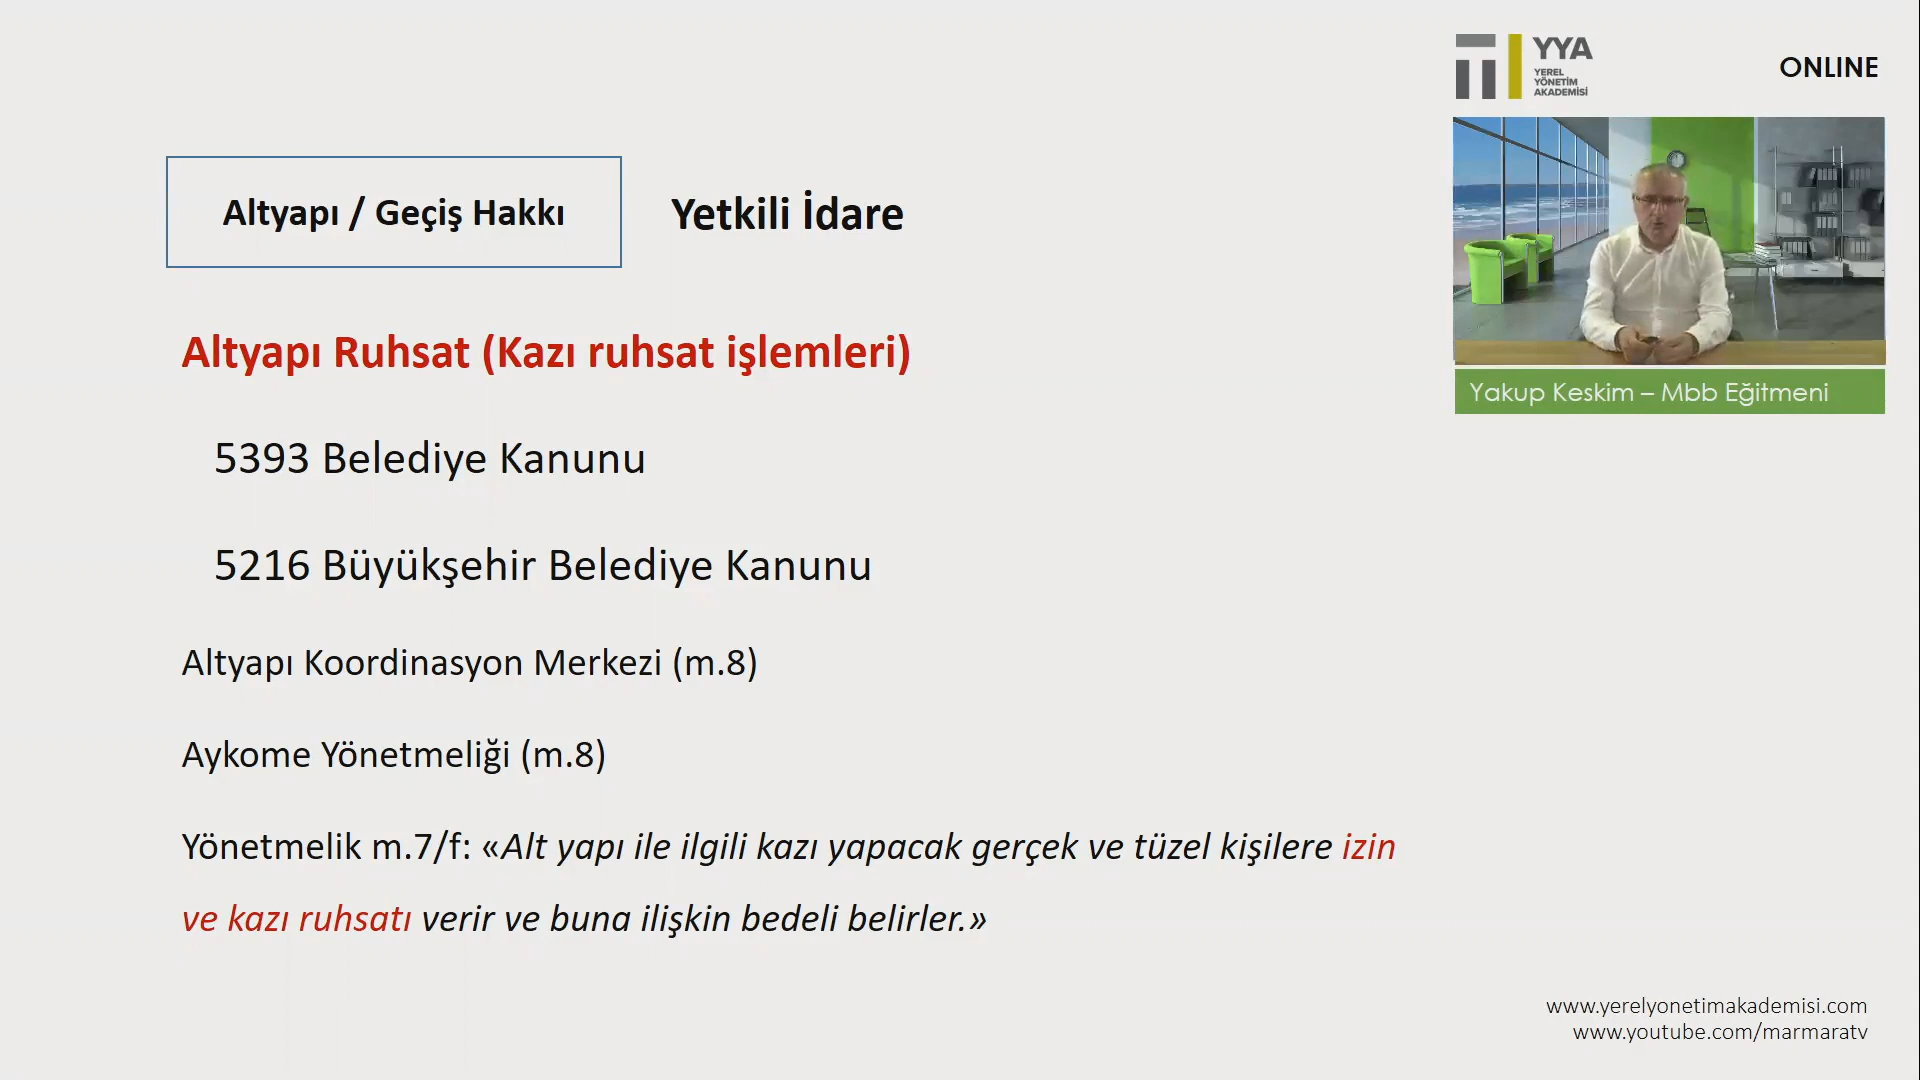 YYA
YEREL
YÖNETİM
AKADEMİSİ
ONLINE
Altyapı / Geçiş Hakkı
Yetkili İdare
Altyapı Ruhsat (Kazı ruhsat işlemleri)
Yakup Keskim – Mbb Eğitmeni
5393 Belediye Kanunu
5216 Büyükşehir Belediye Kanunu
Altyapı Koordinasyon Merkezi (m.8)
Aykome Yönetmeliği (m.8)
Yönetmelik m.7/f: «Alt yapı ile ilgili kazı yapacak gerçek ve tüzel kişilere izin
ve kazı ruhsatı verir ve buna ilişkin bedeli belirler.»
www.yerelyonetimakademisi.com
www.youtube.com/marmaratv